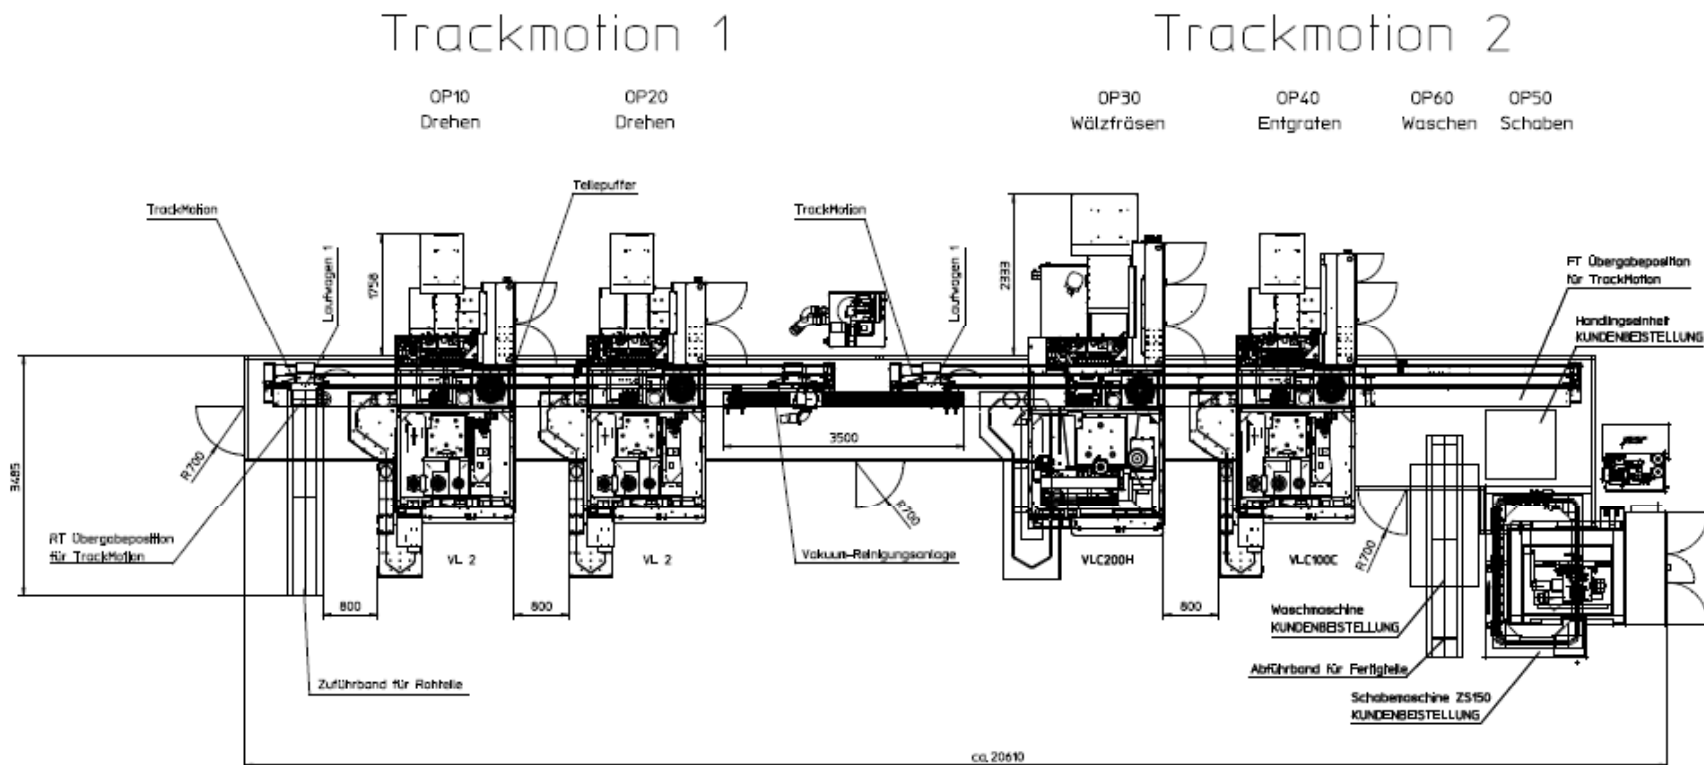 Trackmotion 1
Trackmotion 2
OP10
Drehen
OP20
Drehen
OP30
Wälzfräsen
OP40
Entgraten
OP60
Waschen
OP50
Schaben
Teilepuffer
TrackMotion
Laufwagen 1
1758
TrackMotion
Laufwagen 1
2333
FT Übergabeposition
für TrackMotion
Handlingseinheit
KUNDENBEISTELLUNG
3485
R700
3500
R700
R700
RT Übergabeposition
für TrackMotion
VL 2
VL 2
Vakuum-Reinigungsanlage
VLC200H
VLC100C
800
800
800
Waschmaschine
KUNDENBEISTELLUNG
Abführband für Fertigteile
Zuführband für Rohteile
Schabemaschine ZS150
KUNDENBEISTELLUNG
ca. 20610